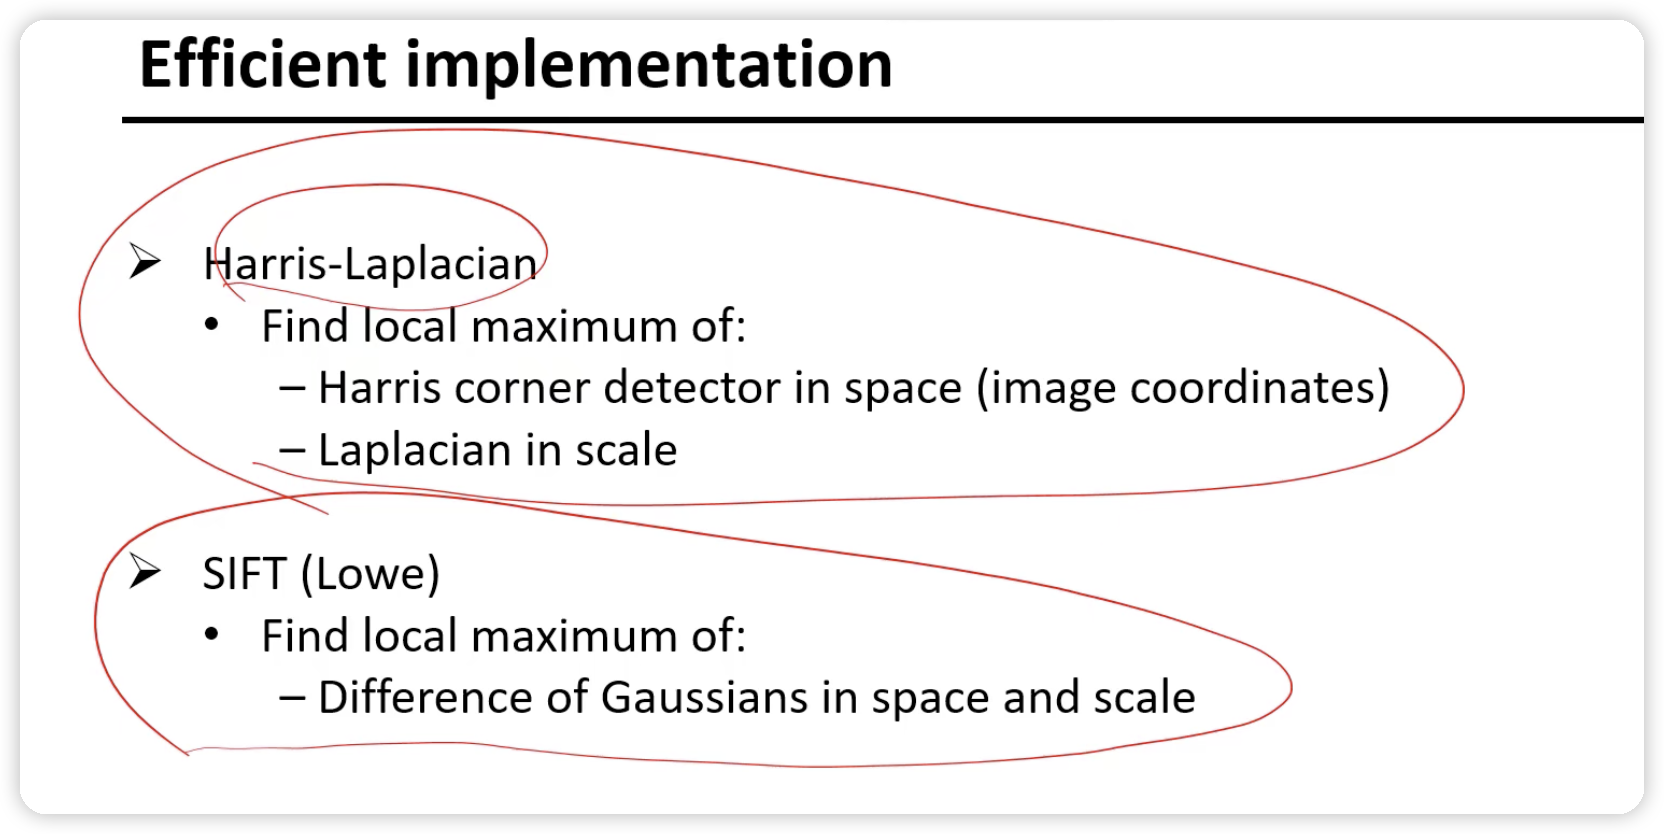 Efficient implementation
➢ Harris-Laplacian
• Find local maximum of:
– Harris corner detector in space (image coordinates)
– Laplacian in scale
➢ SIFT (Lowe)
• Find local maximum of:
– Difference of Gaussians in space and scale